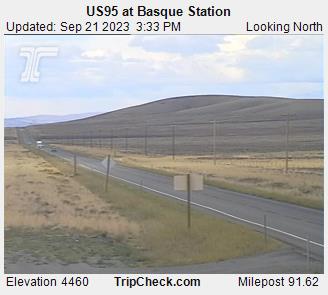 US95 at Basque Station
Updated: Sep 21 2023 3:33 PM Looking North
Elevation 4460 TripCheck.com Milepost 91.62